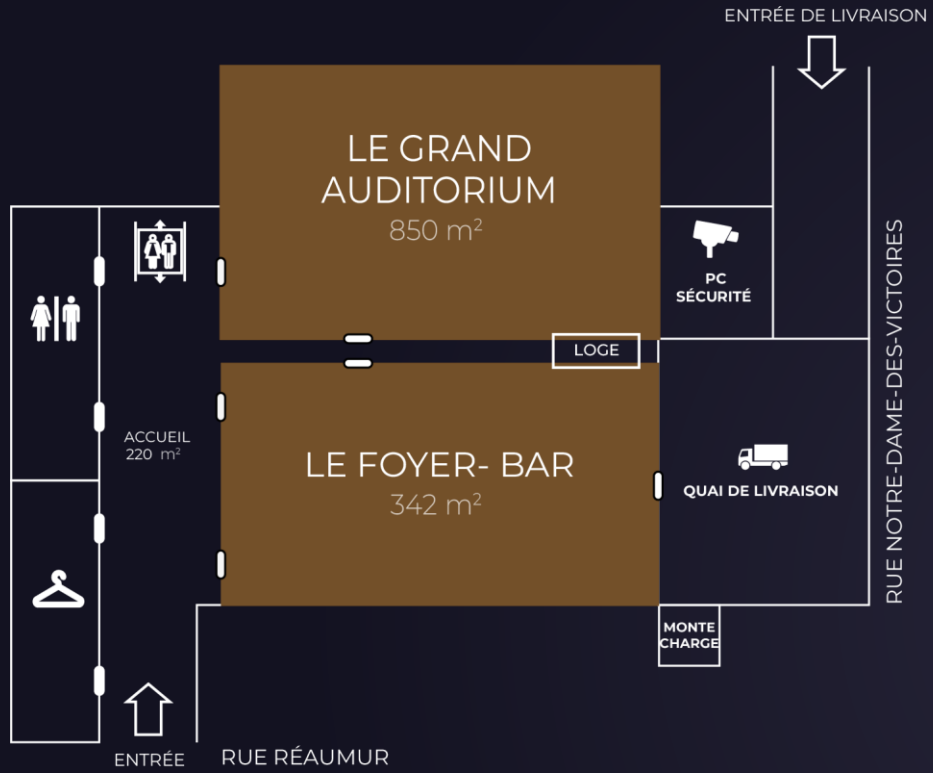 ENTRÉE DE LIVRAISON
LE GRAND
AUDITORIUM
850 m²
PC
SÉCURITÉ
LOGE
RUE NOTRE-DAME-DES-VICTOIRES
ACCUEIL
220 m²
LE FOYER- BAR
342 m²
QUAI DE LIVRAISON
MONTE
CHARGE
ENTRÉE
RUE RÉAUMUR